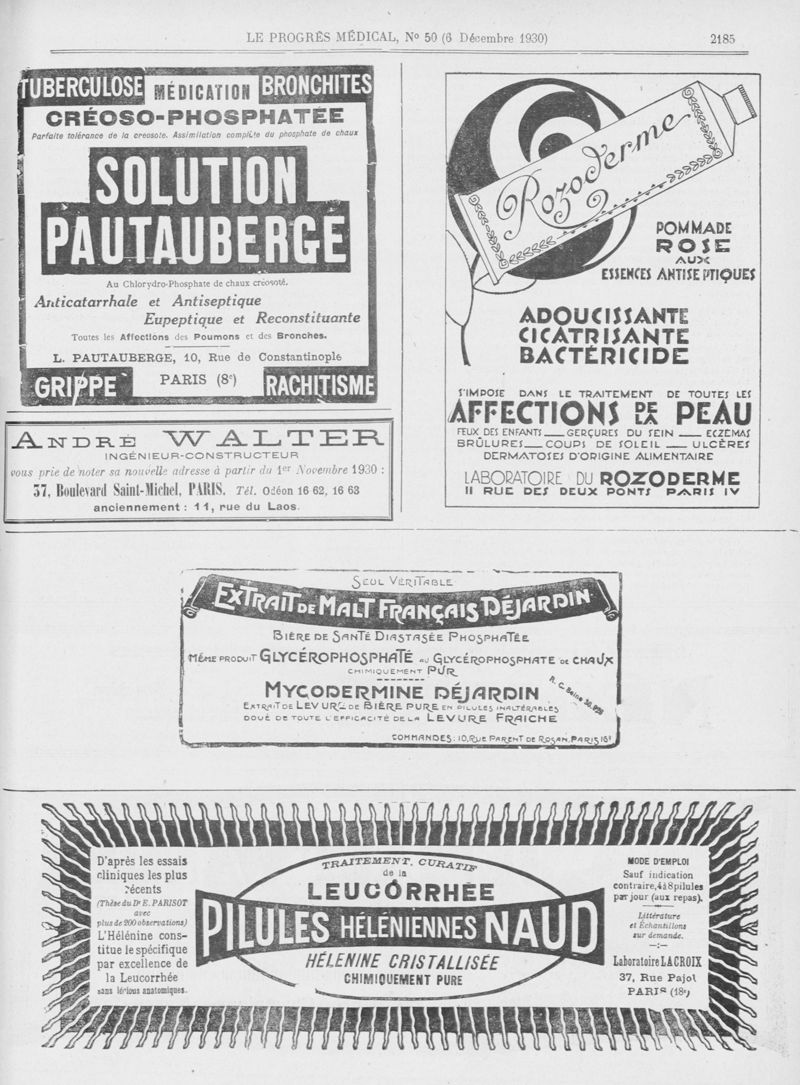 LE PROGRÈS MÉDICAL, No 50 (6 Décembre 1930)
2185
TUBERCULOSE MÉDICATION BRONCHITES
CRÉOSO-PHOSPHATÉE
Parfaite tolérance de la créosote. Assimilation complète du phosphate de chaux
SOLUTION
PAUTAUBERGE
Au Chlorydro-Phosphate de chaux créosoté.
Anticatarrhale et Antiseptique
Eupeptique et Reconstituante
Toutes les Affections des Poumons et des Bronches.
L. PAUTAUBERGE, 10, Rue de Constantinople
GRIPPE PARIS (8e) RACHITISME
ANDRÉ WALTER
INGÉNIEUR-CONSTRUCTEUR
vous prie de noter sa nouvelle adresse à partir du 1er Novembre 1930 :
37, Boulevard Saint-Michel, PARIS. Tél. Odéon 16 62, 16 63
anciennement : 11, rue du Laos.
Rozoderme
POMMADE
ROSE
AUX
ESSENCES ANTISEPTIQUES
ADOUCISSANTE
CICATRISANTE
BACTÉRICIDE
S'IMPOSE DANS LE TRAITEMENT DE TOUTES LES
AFFECTIONS DE LA PEAU
FEUX DES ENFANTS — GERÇURES DU SEIN — ECZÉMAS
BRÛLURES — COUPS DE SOLEIL — ULCÈRES
DERMATOSES D'ORIGINE ALIMENTAIRE
LABORATOIRE DU ROZODERME
11 RUE DES DEUX PONTS PARIS IV
SEUL VÉRITABLE
EXTRAIT DE MALT FRANÇAIS DÉJARDIN
BIÈRE DE SANTÉ DIASTASÉE PHOSPHATÉE
MÊME PRODUIT GLYCÉROPHOSPHATÉ AU GLYCÉROPHOSPHATE DE CHAUX
CHIMIQUEMENT PUR
MYCODERMINE DÉJARDIN
R. C. Seine 30.928
EXTRAIT DE LEVURE DE BIÈRE PURE EN PILULES INALTÉRABLES
DOUÉ DE TOUTE L'EFFICACITÉ DE LA LEVURE FRAICHE
COMMANDES : 10, RUE PARENT DE ROSAN, PARIS 16e
D'après les essais
cliniques les plus
récents
(Thèse du Dr E. PARISOT
avec
plus de 200 observations)
L'Hélénine cons-
titue le spécifique
par excellence de
la Leucorrhée
sans lésions anatomiques.
TRAITEMENT CURATIF
de la
LEUCORRHÉE
PILULES HÉLÉNIENNES NAUD
HÉLÉNINE CRISTALLISÉE
CHIMIQUEMENT PURE
MODE D'EMPLOI
Sauf indication
contraire, 4 à 8 pilules
par jour (aux repas).
Littérature
et Échantillons
sur demande.
Laboratoire LACROIX
37, Rue Pajol
PARIS (18e)